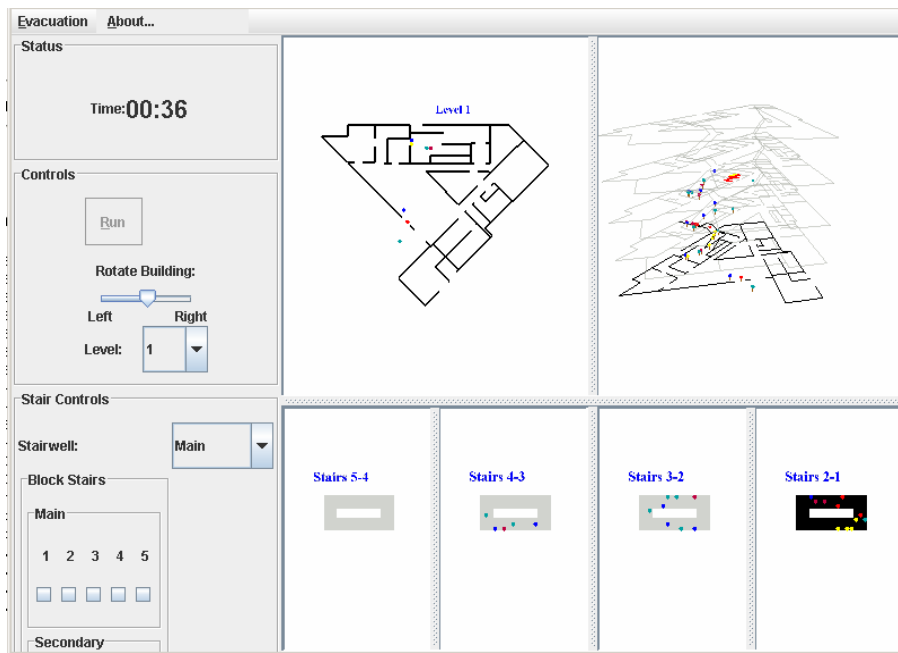 Evacuation About...
Status
Time:00:36
Controls
Run
Rotate Building:
Left Right
Level: 1
Stair Controls
Stairwell: Main
Block Stairs
Main
1 2 3 4 5
Secondary
Level 1
Stairs 5-4
Stairs 4-3
Stairs 3-2
Stairs 2-1